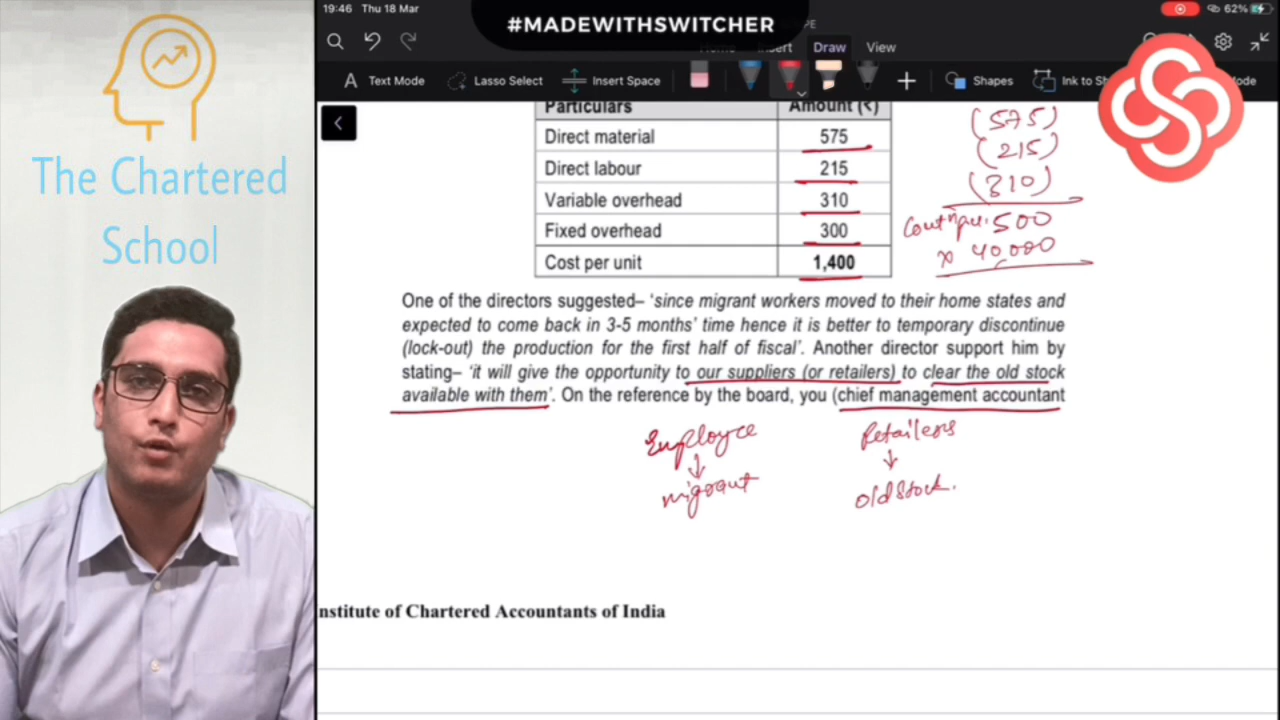 19:46 Thu 18 Mar
#MADEWITHSWITCHER
62%
Draw View
Text Mode Lasso Select Insert Space Shapes
The Chartered
School
Particulars Amount (₹)
Direct material 575
Direct labour 215
Variable overhead 310
Fixed overhead 300
Cost per unit 1,400
(575)
(215)
(310)
500
x 40,000
One of the directors suggested– ‘since migrant workers moved to their home states and
expected to come back in 3-5 months’ time hence it is better to temporary discontinue
(lock-out) the production for the first half of fiscal’. Another director support him by
stating– ‘it will give the opportunity to our suppliers (or retailers) to clear the old stock
available with them’. On the reference by the board, you (chief management accountant
Employee Retailers
migrant old stock.
nstitute of Chartered Accountants of India